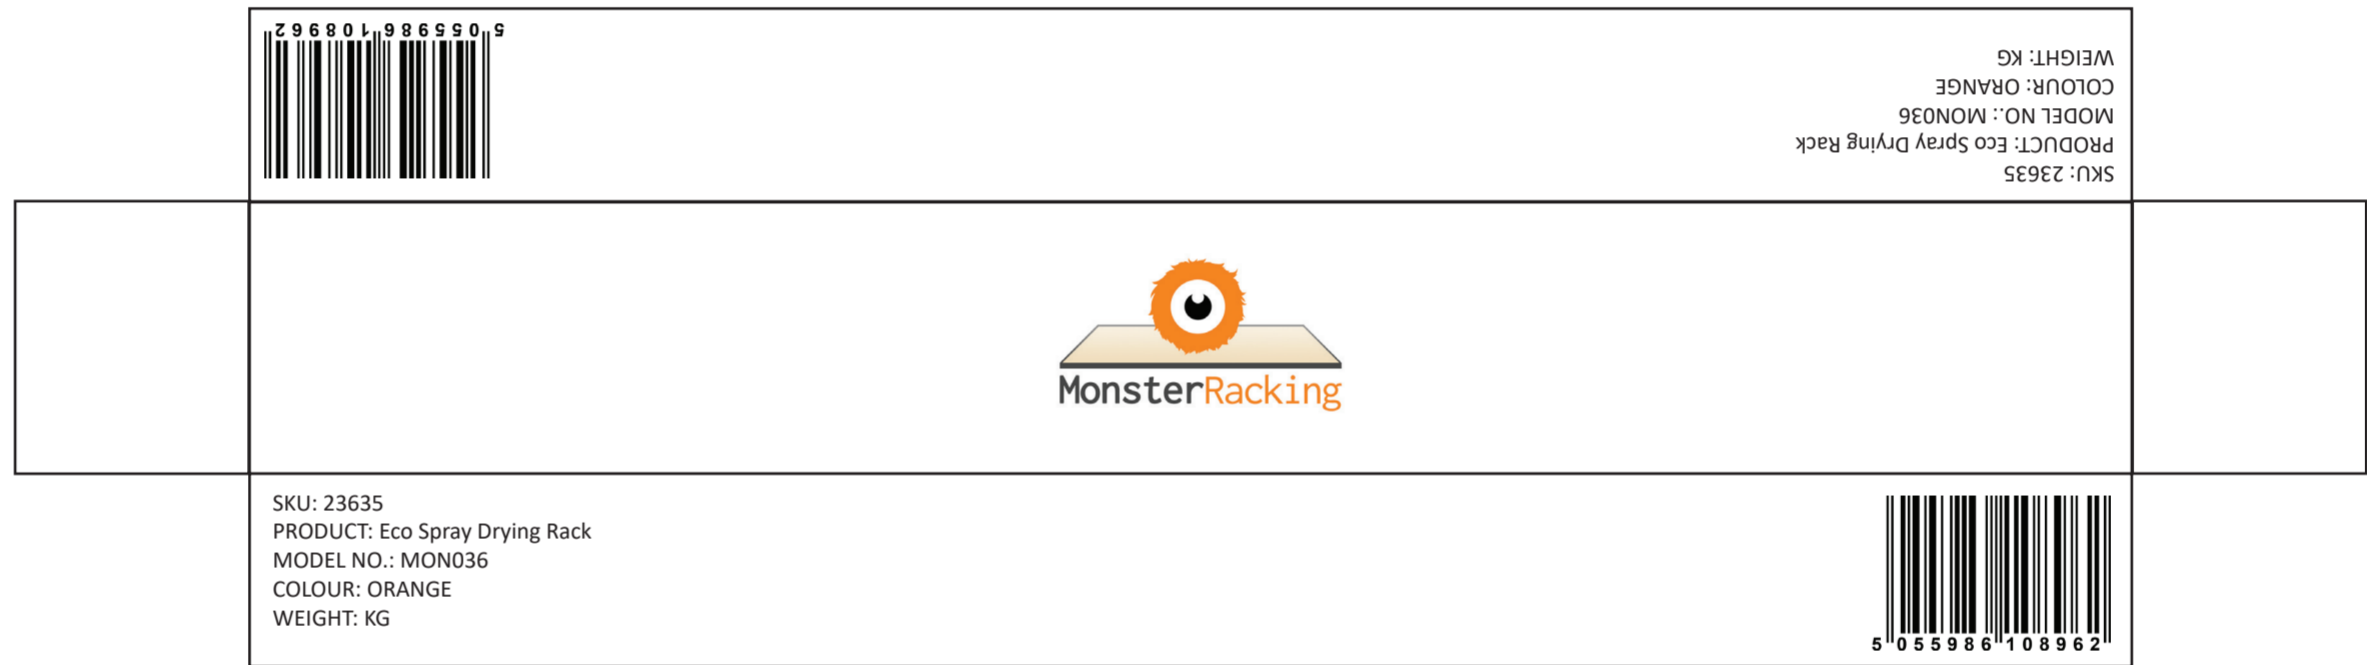 5 055986 108962
WEIGHT: KG
COLOUR: ORANGE
MODEL NO.: MON036
PRODUCT: Eco Spray Drying Rack
SKU: 23635
MonsterRacking
SKU: 23635
PRODUCT: Eco Spray Drying Rack
MODEL NO.: MON036
COLOUR: ORANGE
WEIGHT: KG
5 055986 108962